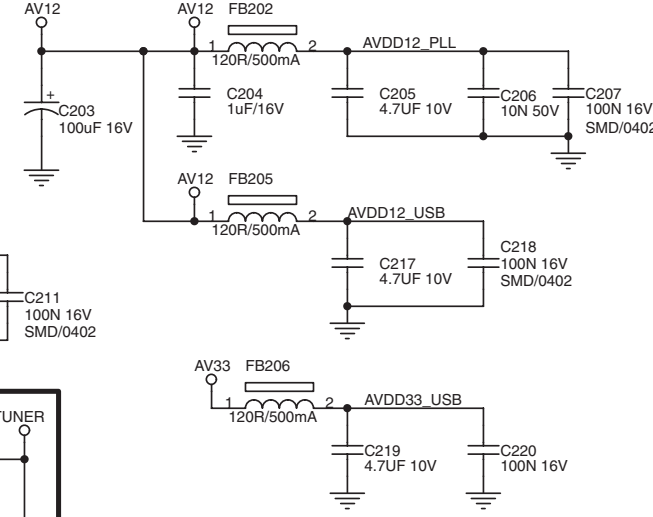 AV12
AV12 FB202
1 2 AVDD12_PLL
120R/500mA
+
C203
100uF 16V
C204
1uF/16V
C205
4.7UF 10V
C206
10N 50V
C207
100N 16V
SMD/0402
AV12 FB205
1 2 AVDD12_USB
120R/500mA
C217
4.7UF 10V
C218
100N 16V
SMD/0402
C211
100N 16V
SMD/0402
AV33 FB206
1 2 AVDD33_USB
120R/500mA
TUNER
C219
4.7UF 10V
C220
100N 16V